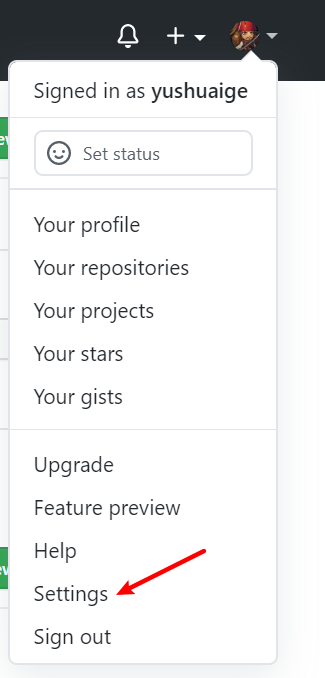 Signed in as yushuaige
Set status
Your profile
Your repositories
Your projects
Your stars
Your gists
Upgrade
Feature preview
Help
Settings
Sign out